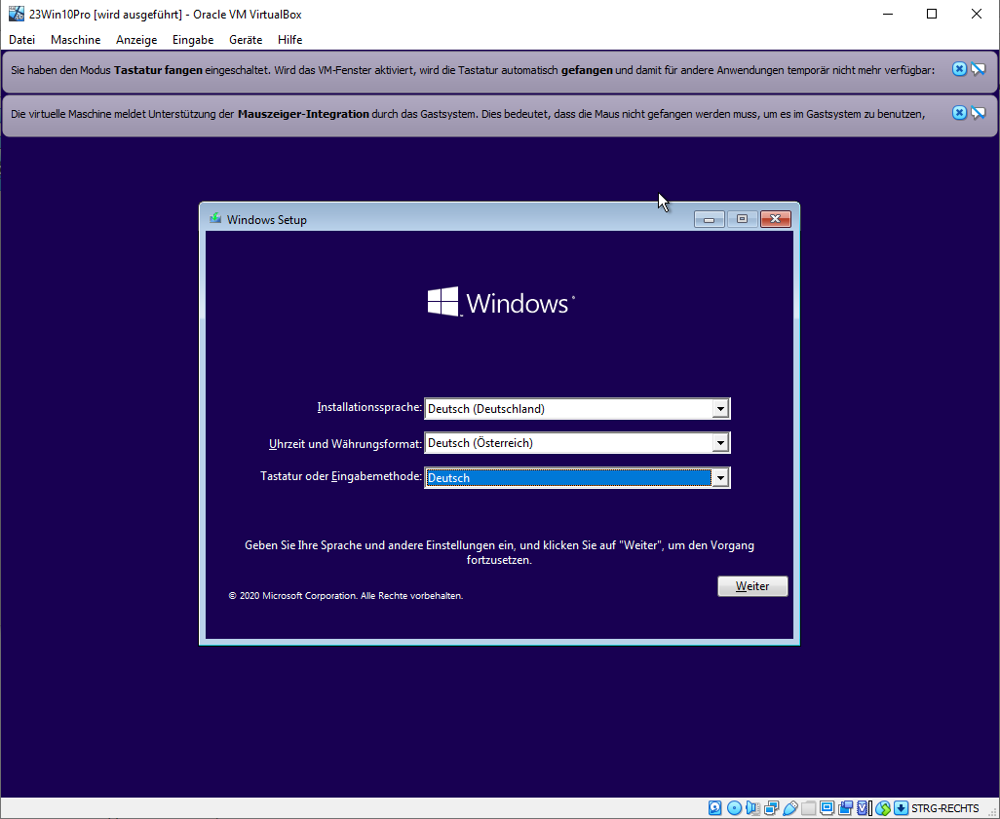 23Win10Pro [wird ausgeführt] - Oracle VM VirtualBox
Datei Maschine Anzeige Eingabe Geräte Hilfe
Sie haben den Modus Tastatur fangen eingeschaltet. Wird das VM-Fenster aktiviert, wird die Tastatur automatisch gefangen und damit für andere Anwendungen temporär nicht mehr verfügbar:
Die virtuelle Maschine meldet Unterstützung der Mauszeiger-Integration durch das Gastsystem. Dies bedeutet, dass die Maus nicht gefangen werden muss, um es im Gastsystem zu benutzen,
Windows Setup
Windows
Installationssprache: Deutsch (Deutschland)
Uhrzeit und Währungsformat: Deutsch (Österreich)
Tastatur oder Eingabemethode: Deutsch
Geben Sie Ihre Sprache und andere Einstellungen ein, und klicken Sie auf "Weiter", um den Vorgang
fortzusetzen.
Weiter
© 2020 Microsoft Corporation. Alle Rechte vorbehalten.
STRG-RECHTS